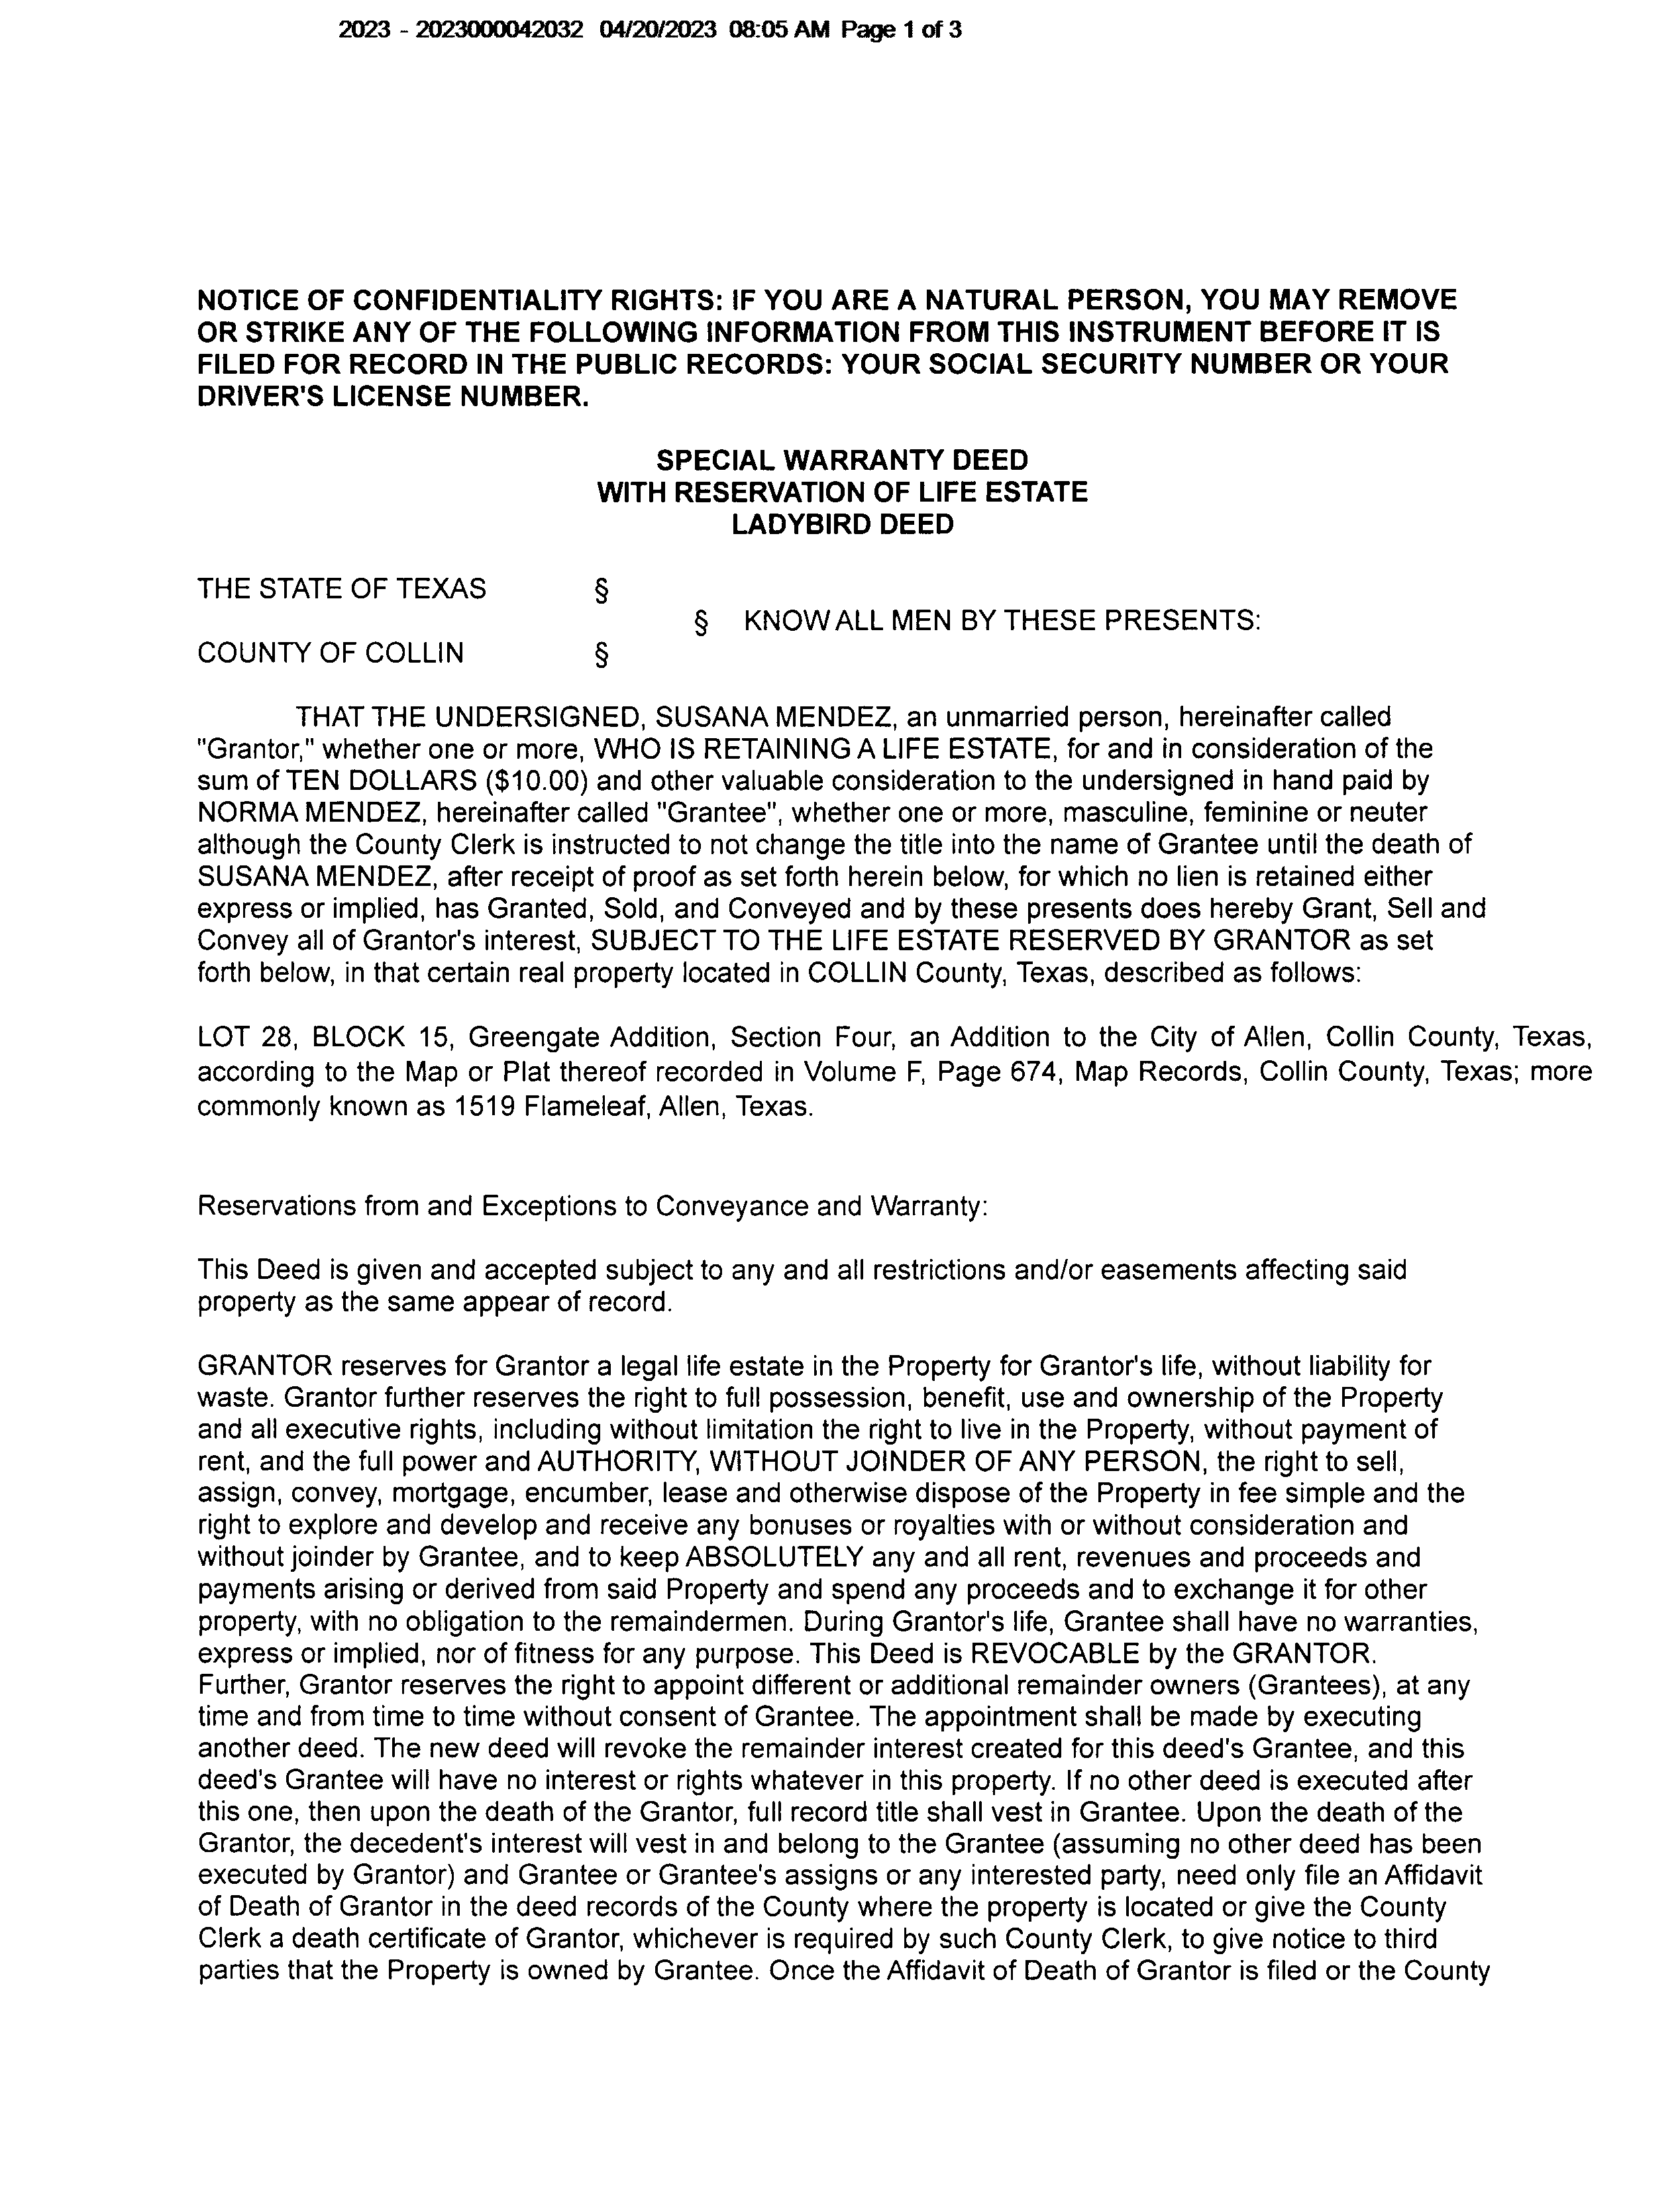 2023 - 2023000042032 04/20/2023 08:05 AM Page 1 of 3
NOTICE OF CONFIDENTIALITY RIGHTS: IF YOU ARE A NATURAL PERSON, YOU MAY REMOVE
OR STRIKE ANY OF THE FOLLOWING INFORMATION FROM THIS INSTRUMENT BEFORE IT IS
FILED FOR RECORD IN THE PUBLIC RECORDS: YOUR SOCIAL SECURITY NUMBER OR YOUR
DRIVER'S LICENSE NUMBER.
SPECIAL WARRANTY DEED
WITH RESERVATION OF LIFE ESTATE
LADYBIRD DEED
THE STATE OF TEXAS §
§ KNOW ALL MEN BY THESE PRESENTS:
COUNTY OF COLLIN §
THAT THE UNDERSIGNED, SUSANA MENDEZ, an unmarried person, hereinafter called
"Grantor," whether one or more, WHO IS RETAINING A LIFE ESTATE, for and in consideration of the
sum of TEN DOLLARS ($10.00) and other valuable consideration to the undersigned in hand paid by
NORMA MENDEZ, hereinafter called "Grantee", whether one or more, masculine, feminine or neuter
although the County Clerk is instructed to not change the title into the name of Grantee until the death of
SUSANA MENDEZ, after receipt of proof as set forth herein below, for which no lien is retained either
express or implied, has Granted, Sold, and Conveyed and by these presents does hereby Grant, Sell and
Convey all of Grantor's interest, SUBJECT TO THE LIFE ESTATE RESERVED BY GRANTOR as set
forth below, in that certain real property located in COLLIN County, Texas, described as follows:
LOT 28, BLOCK 15, Greengate Addition, Section Four, an Addition to the City of Allen, Collin County, Texas,
according to the Map or Plat thereof recorded in Volume F, Page 674, Map Records, Collin County, Texas; more
commonly known as 1519 Flameleaf, Allen, Texas.
Reservations from and Exceptions to Conveyance and Warranty:
This Deed is given and accepted subject to any and all restrictions and/or easements affecting said
property as the same appear of record.
GRANTOR reserves for Grantor a legal life estate in the Property for Grantor's life, without liability for
waste. Grantor further reserves the right to full possession, benefit, use and ownership of the Property
and all executive rights, including without limitation the right to live in the Property, without payment of
rent, and the full power and AUTHORITY, WITHOUT JOINDER OF ANY PERSON, the right to sell,
assign, convey, mortgage, encumber, lease and otherwise dispose of the Property in fee simple and the
right to explore and develop and receive any bonuses or royalties with or without consideration and
without joinder by Grantee, and to keep ABSOLUTELY any and all rent, revenues and proceeds and
payments arising or derived from said Property and spend any proceeds and to exchange it for other
property, with no obligation to the remaindermen. During Grantor's life, Grantee shall have no warranties,
express or implied, nor of fitness for any purpose. This Deed is REVOCABLE by the GRANTOR.
Further, Grantor reserves the right to appoint different or additional remainder owners (Grantees), at any
time and from time to time without consent of Grantee. The appointment shall be made by executing
another deed. The new deed will revoke the remainder interest created for this deed's Grantee, and this
deed's Grantee will have no interest or rights whatever in this property. If no other deed is executed after
this one, then upon the death of the Grantor, full record title shall vest in Grantee. Upon the death of the
Grantor, the decedent's interest will vest in and belong to the Grantee (assuming no other deed has been
executed by Grantor) and Grantee or Grantee's assigns or any interested party, need only file an Affidavit
of Death of Grantor in the deed records of the County where the property is located or give the County
Clerk a death certificate of Grantor, whichever is required by such County Clerk, to give notice to third
parties that the Property is owned by Grantee. Once the Affidavit of Death of Grantor is filed or the County